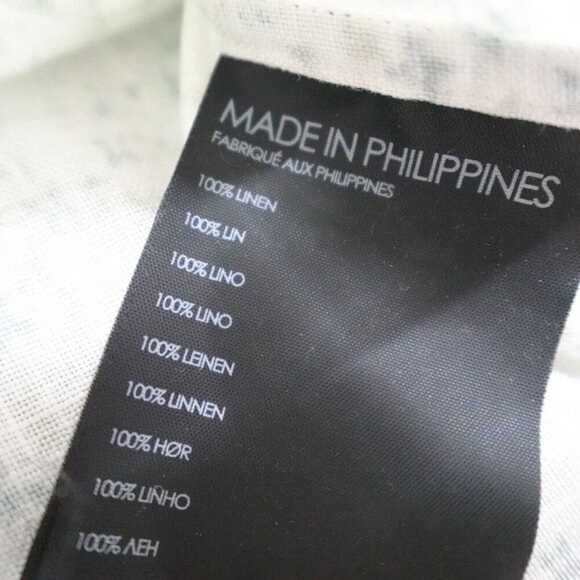 MADE IN PHILIPPINES
FABRIQUÉ AUX PHILIPPINES
100% LINEN
100% LIN
100% LINO
100% LINO
100% LEINEN
100% LINNEN
100% HØR
100% LINHO
100% ΛEH